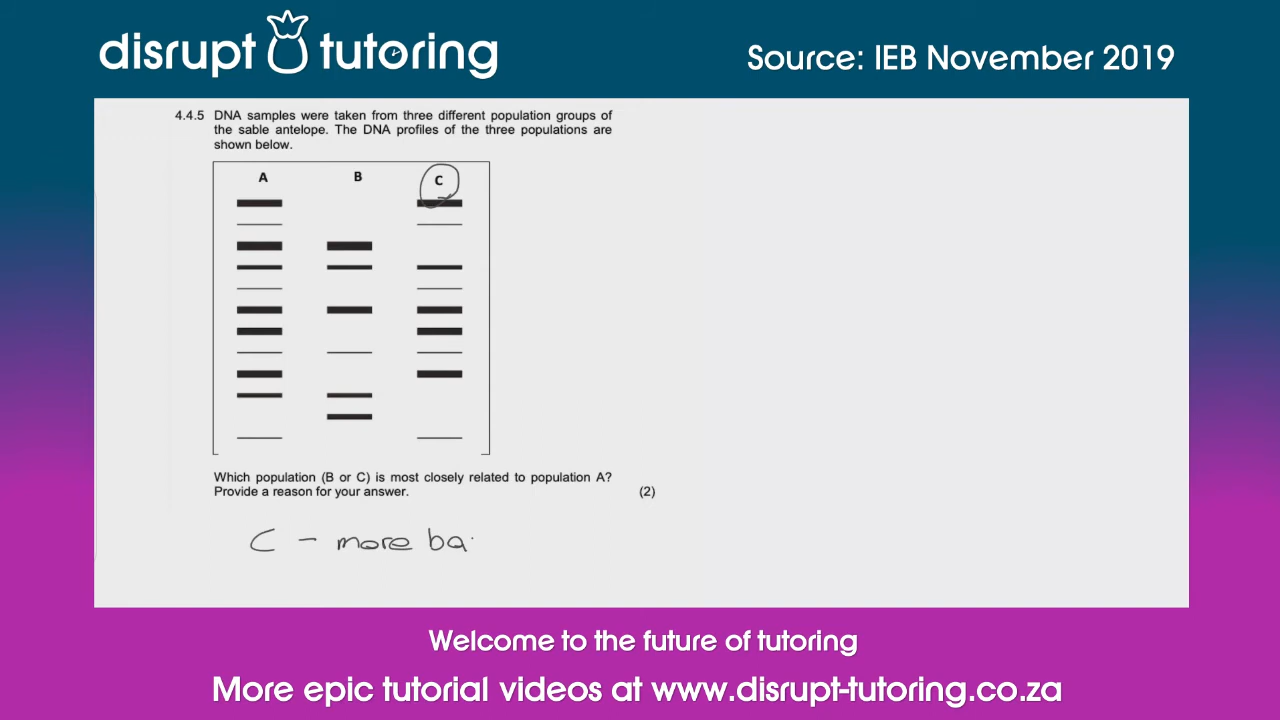 disrupt tutoring
Source: IEB November 2019
4.4.5 DNA samples were taken from three different population groups of
the sable antelope. The DNA profiles of the three populations are
shown below.
A B C
Which population (B or C) is most closely related to population A?
Provide a reason for your answer. (2)
C - more ba
Welcome to the future of tutoring
More epic tutorial videos at www.disrupt-tutoring.co.za